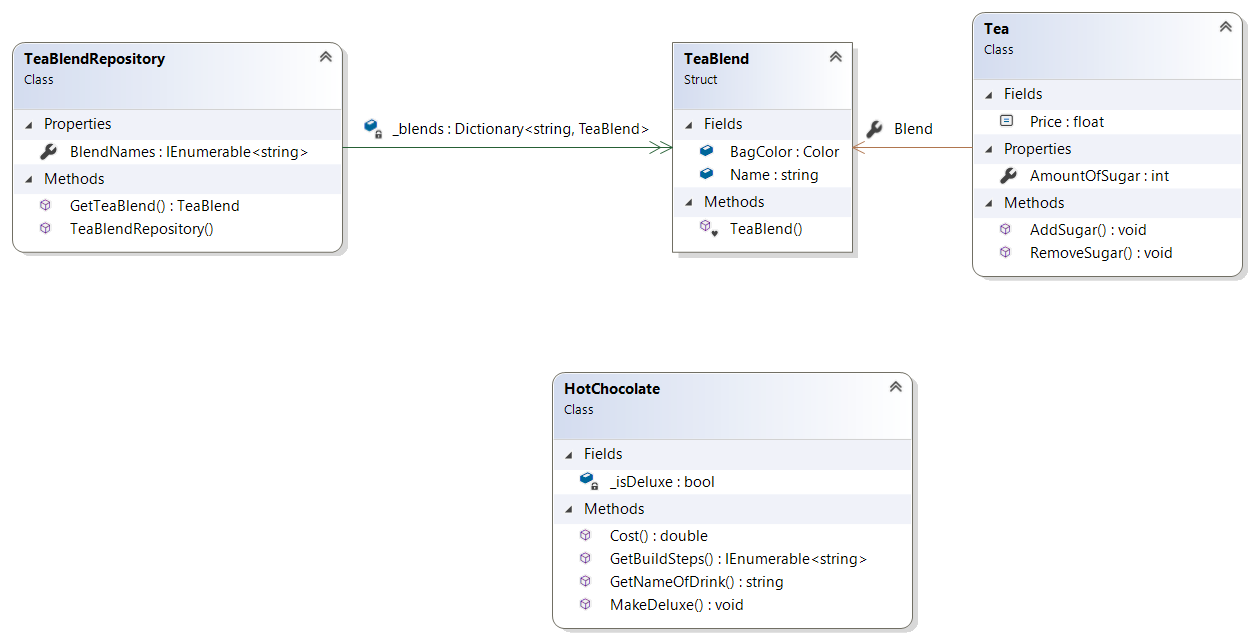 TeaBlendRepository
Class
Properties
BlendNames : IEnumerable<string>
Methods
GetTeaBlend() : TeaBlend
TeaBlendRepository()
_blends : Dictionary<string, TeaBlend>
TeaBlend
Struct
Fields
BagColor : Color
Name : string
Methods
TeaBlend()
Blend
Tea
Class
Fields
Price : float
Properties
AmountOfSugar : int
Methods
AddSugar() : void
RemoveSugar() : void
HotChocolate
Class
Fields
_isDeluxe : bool
Methods
Cost() : double
GetBuildSteps() : IEnumerable<string>
GetNameOfDrink() : string
MakeDeluxe() : void